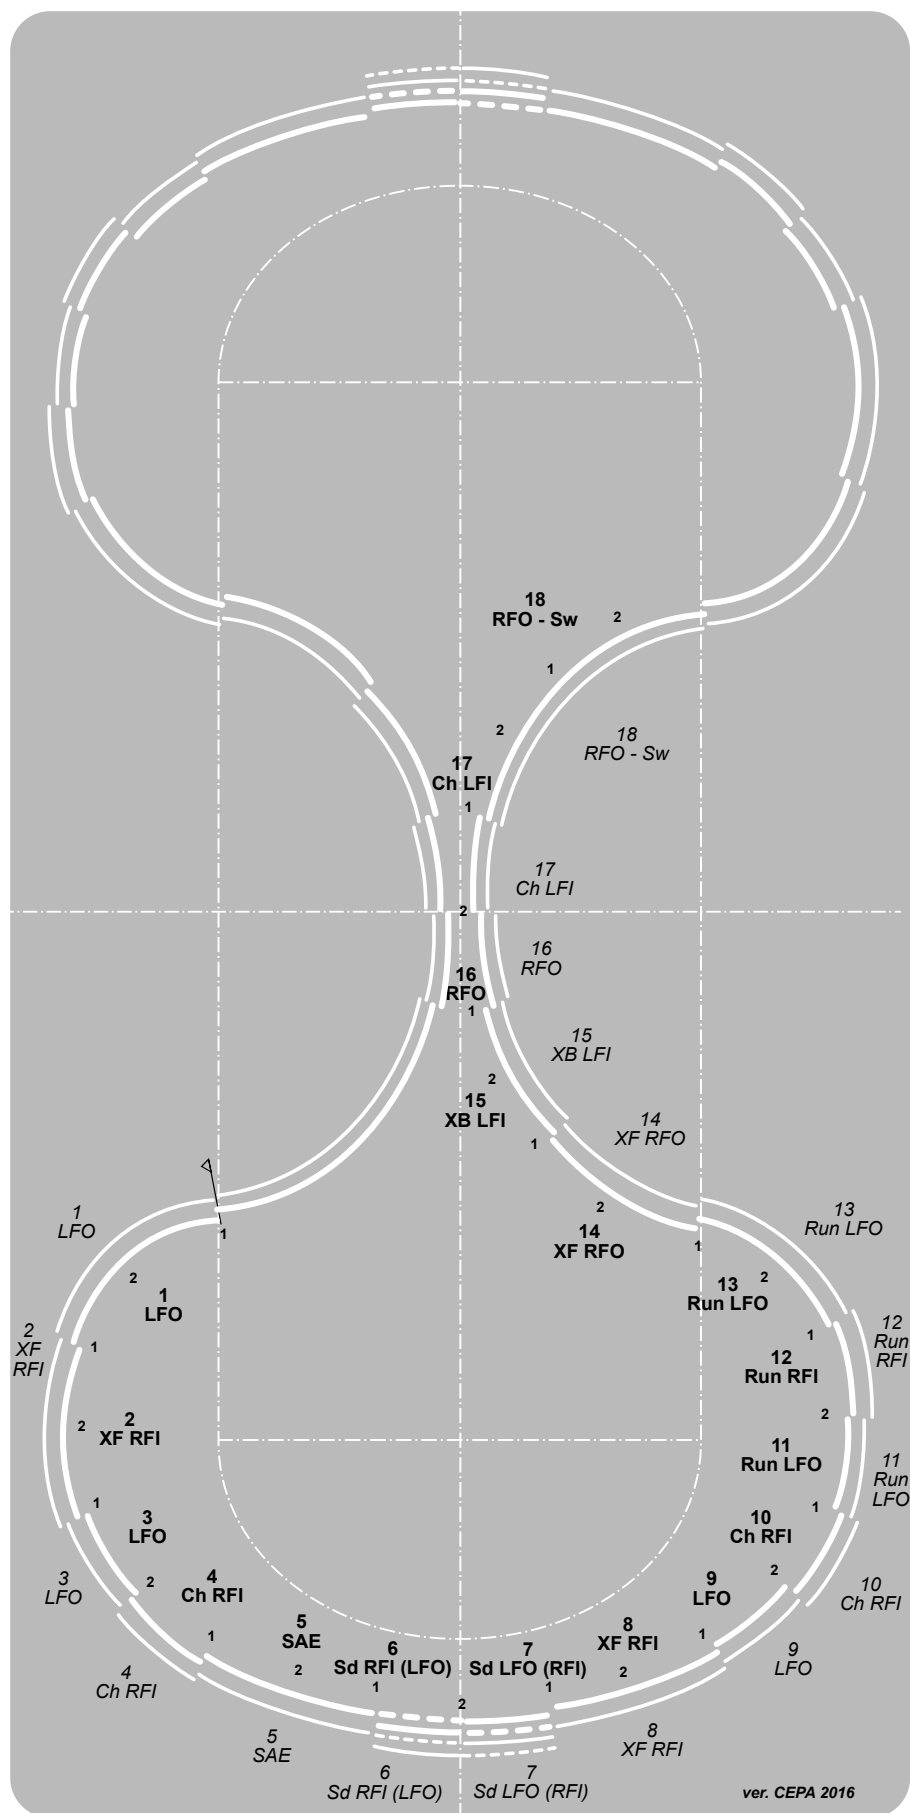 18
RFO - Sw
2
1
2
18
RFO - Sw
17
Ch LFI
1
17
Ch LFI
2
16
RFO
16
RFO
1
15
XB LFI
2
15
XB LFI
14
XF RFO
1
1
LFO
2
14
XF RFO
13
Run LFO
1
1
2
1
LFO
13
Run LFO
2
2
XF
RFI
1
1
12
Run RFI
12
Run
RFI
2
2
XF RFI
2
11
Run LFO
11
Run
LFO
1
3
LFO
1
10
Ch RFI
3
LFO
2
4
Ch RFI
9
LFO
2
10
Ch RFI
1
5
SAE
2
6
Sd RFI (LFO)
1
7
Sd LFO (RFI)
1
8
XF RFI
2
1
9
LFO
4
Ch RFI
2
5
SAE
8
XF RFI
6
Sd RFI (LFO)
7
Sd LFO (RFI)
ver. CEPA 2016